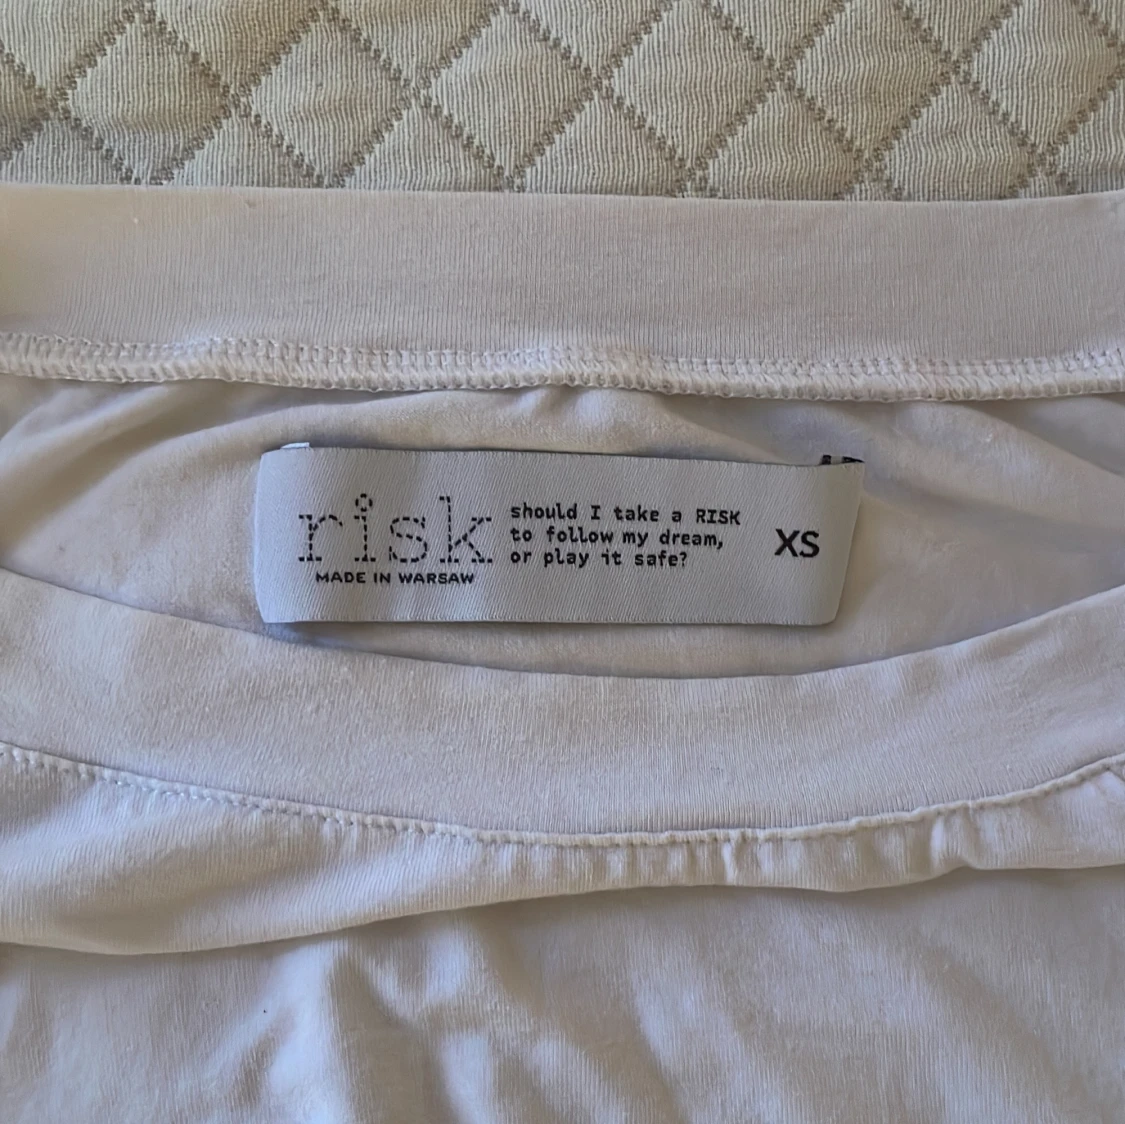 risk
MADE IN WARSAW
should I take a RISK
to follow my dream,
or play it safe?
XS